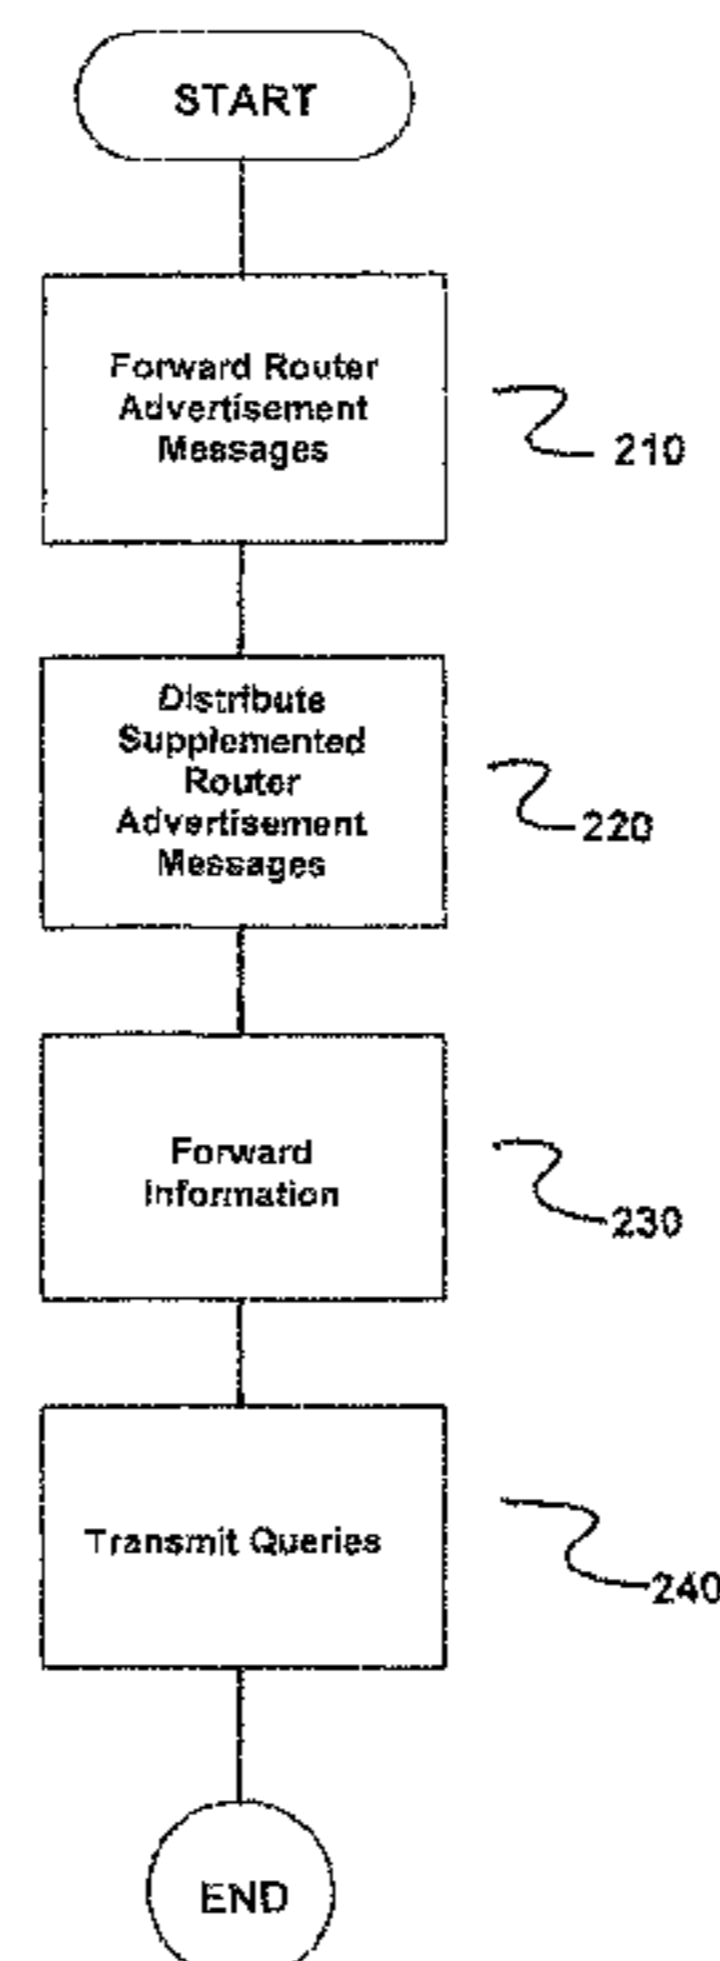 START
Forward Router
Advertisement
Messages
210
Distribute
Supplemented
Router
Advertisement
Messages
220
Forward
Information
230
Transmit Queries
240
END